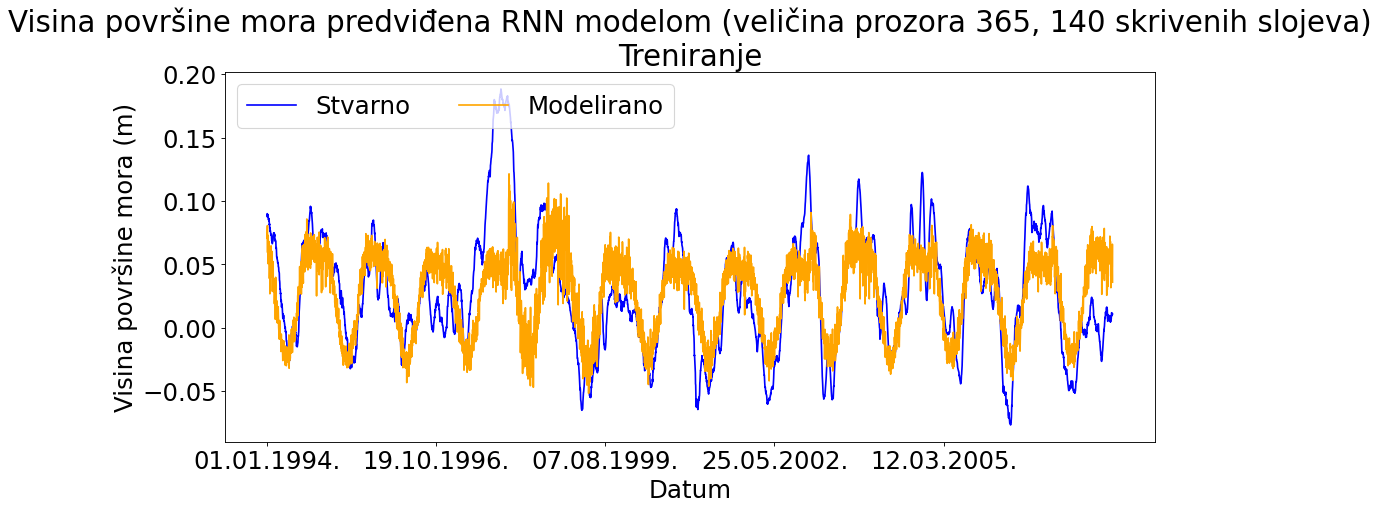 Visina površine mora predviđena RNN modelom (veličina prozora 365, 140 skrivenih slojeva)
Treniranje
Stvarno
Modelirano
Visina površine mora (m)
0.20
0.15
0.10
0.05
0.00
−0.05
01.01.1994.
19.10.1996.
07.08.1999.
25.05.2002.
12.03.2005.
Datum